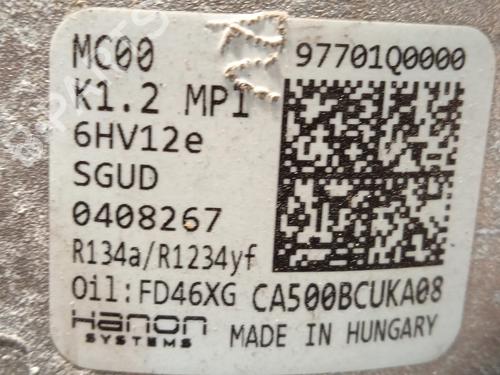 MC00 97701Q0000
K1.2 MPI
6HV12e
SGUD
0408267
R134a/R1234yf
Oil:FD46XG CA500BCUKA08
Hanon
SYSTEMS MADE IN HUNGARY